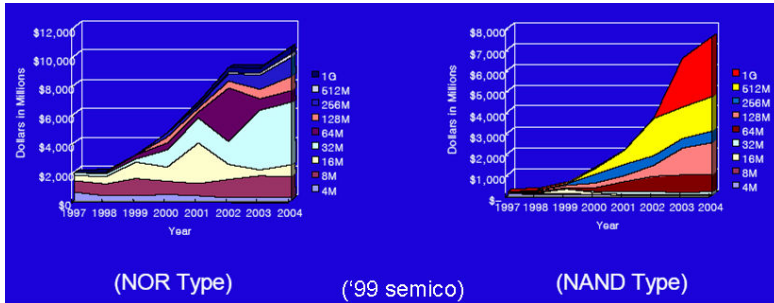 $12,000
$10,000
$8,000
$6,000
$4,000
$2,000
$0
Dollars in Millions
1997 1998 1999 2000 2001 2002 2003 2004
Year
1G
512M
256M
128M
64M
32M
16M
8M
4M
(NOR Type)
('99 semico)
$8,000
$7,000
$6,000
$5,000
$4,000
$3,000
$2,000
$1,000
$–
Dollars in Millions
1997 1998 1999 2000 2001 2002 2003 2004
Year
1G
512M
256M
128M
64M
32M
16M
8M
4M
(NAND Type)